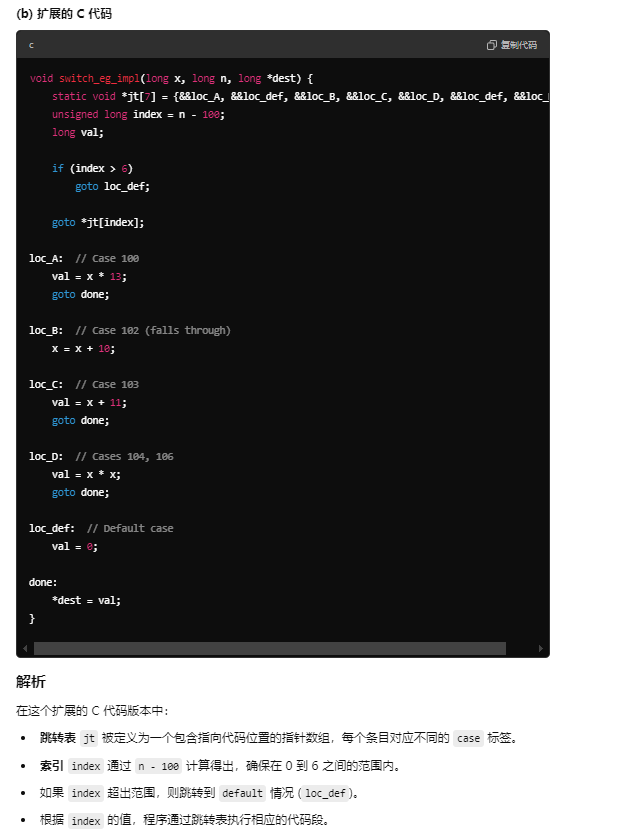 (b) 扩展的 C 代码
c
复制代码
void switch_eg_impl(long x, long n, long *dest) {
    static void *jt[7] = {&&loc_A, &&loc_def, &&loc_B, &&loc_C, &&loc_D, &&loc_def, &&loc_
    unsigned long index = n - 100;
    long val;
    if (index > 6)
        goto loc_def;
    goto *jt[index];
loc_A:  // Case 100
    val = x * 13;
    goto done;
loc_B:  // Case 102 (falls through)
    x = x + 10;
loc_C:  // Case 103
    val = x + 11;
    goto done;
loc_D:  // Cases 104, 106
    val = x * x;
    goto done;
loc_def:  // Default case
    val = 0;
done:
    *dest = val;
}
解析
在这个扩展的 C 代码版本中：
• 跳转表 jt 被定义为一个包含指向代码位置的指针数组，每个条目对应不同的 case 标签。
• 索引 index 通过 n - 100 计算得出，确保在 0 到 6 之间的范围内。
• 如果 index 超出范围，则跳转到 default 情况 (loc_def)。
• 根据 index 的值，程序通过跳转表执行相应的代码段。